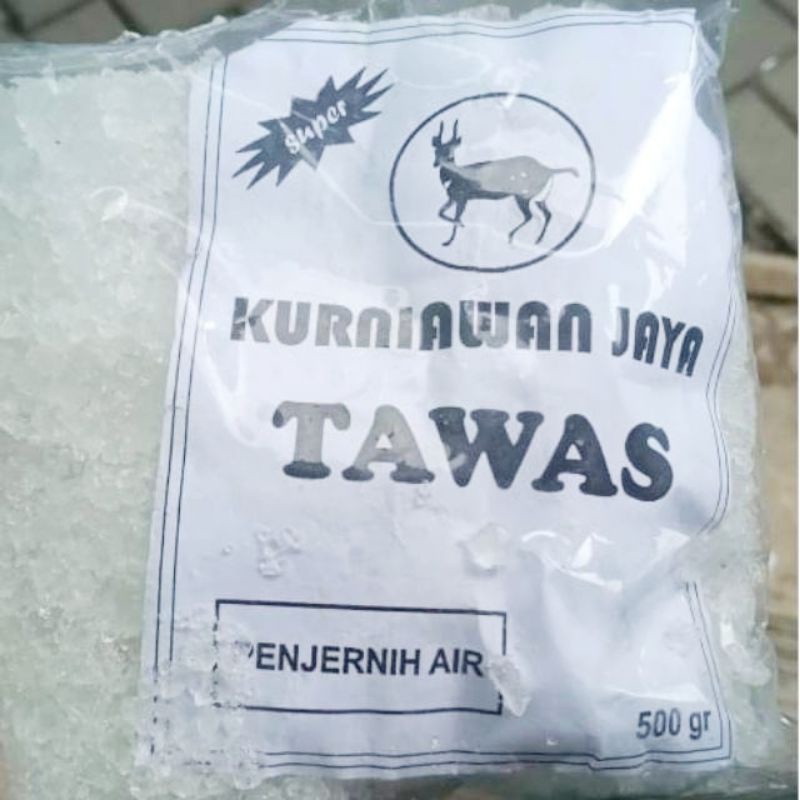 super
KURNIAWAN JAYA
TAWAS
PENJERNIH AIR
500 gr